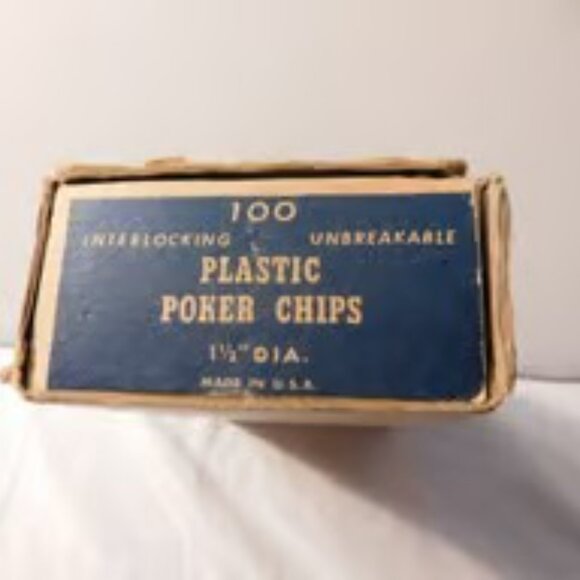 100
INTERLOCKING UNBREAKABLE
PLASTIC
POKER CHIPS
1½" DIA.
MADE IN U.S.A.